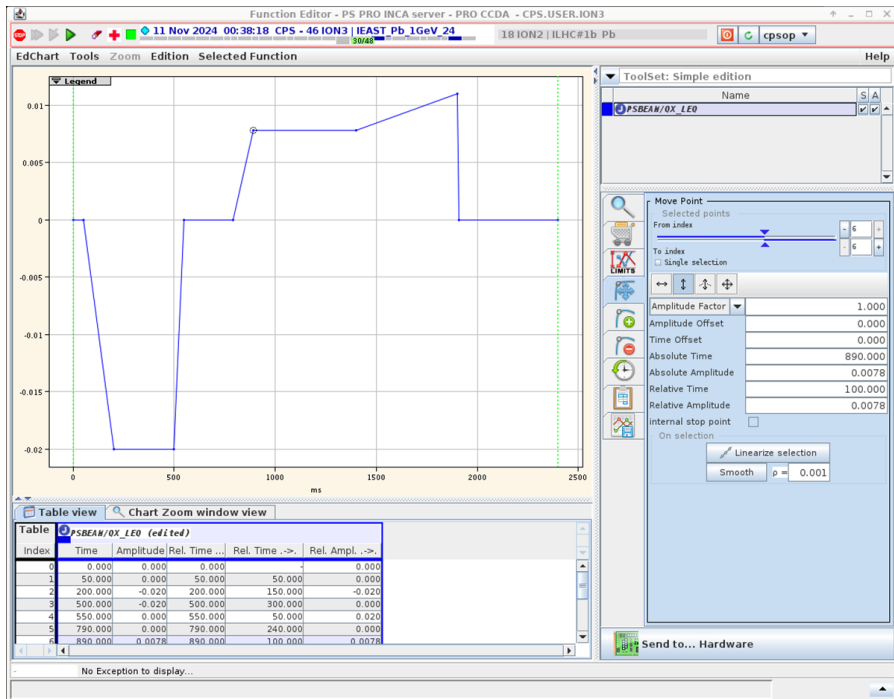 Function Editor - PS PRO INCA server - PRO CCDA - CPS.USER.ION3
11 Nov 2024 00:38:18 CPS - 46 ION3 | IEAST_Pb_1GeV_24
30/48
18 ION2 | ILHC#1b Pb
cpsop
EdChart Tools Zoom Edition Selected Function Help
Legend
0.01
0.005
0
-0.005
-0.01
-0.015
-0.02
0 500 1000 1500 2000 2500
ms
ToolSet: Simple edition
Name S A
PSBEAM/QX_LEQ
LIMITS
Move Point
Selected points
From index
- 6 +
To index
- 6 +
Single selection
Amplitude Factor 1.000
Amplitude Offset 0.000
Time Offset 0.000
Absolute Time 890.000
Absolute Amplitude 0.0078
Relative Time 100.000
Relative Amplitude 0.0078
internal stop point
On selection
Linearize selection
Smooth ρ = 0.001
Send to... Hardware
Table view Chart Zoom window view
Table PSBEAM/QX_LEQ (edited)
Index Time Amplitude Rel. Time ... Rel. Time .->. Rel. Ampl. .->.
0 0.000 0.000 0.000 - 0.000
1 50.000 0.000 50.000 50.000 0.000
2 200.000 -0.020 200.000 150.000 -0.020
3 500.000 -0.020 500.000 300.000 0.000
4 550.000 0.000 550.000 50.000 0.020
5 790.000 0.000 790.000 240.000 0.000
6 890.000 0.0078 890.000 100.000 0.0078
- No Exception to display...